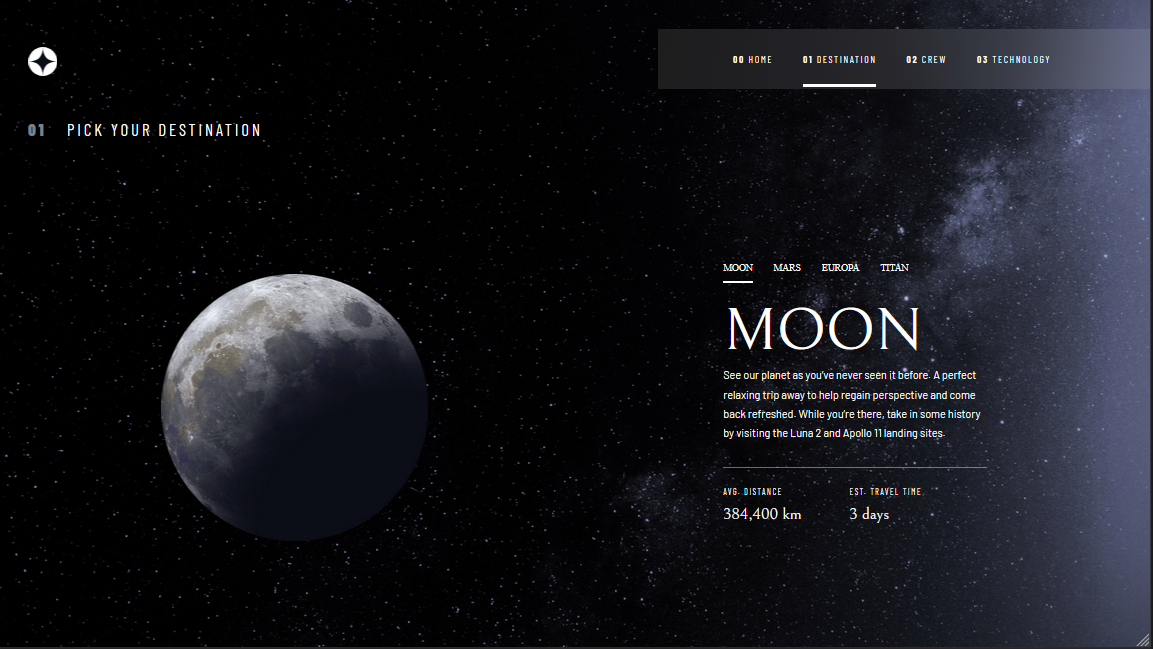 00 HOME 01 DESTINATION 02 CREW 03 TECHNOLOGY
01 PICK YOUR DESTINATION
MOON MARS EUROPA TITAN
MOON
See our planet as you've never seen it before. A perfect
relaxing trip away to help regain perspective and come
back refreshed. While you're there, take in some history
by visiting the Luna 2 and Apollo 11 landing sites.
AVG. DISTANCE EST. TRAVEL TIME
384,400 km 3 days